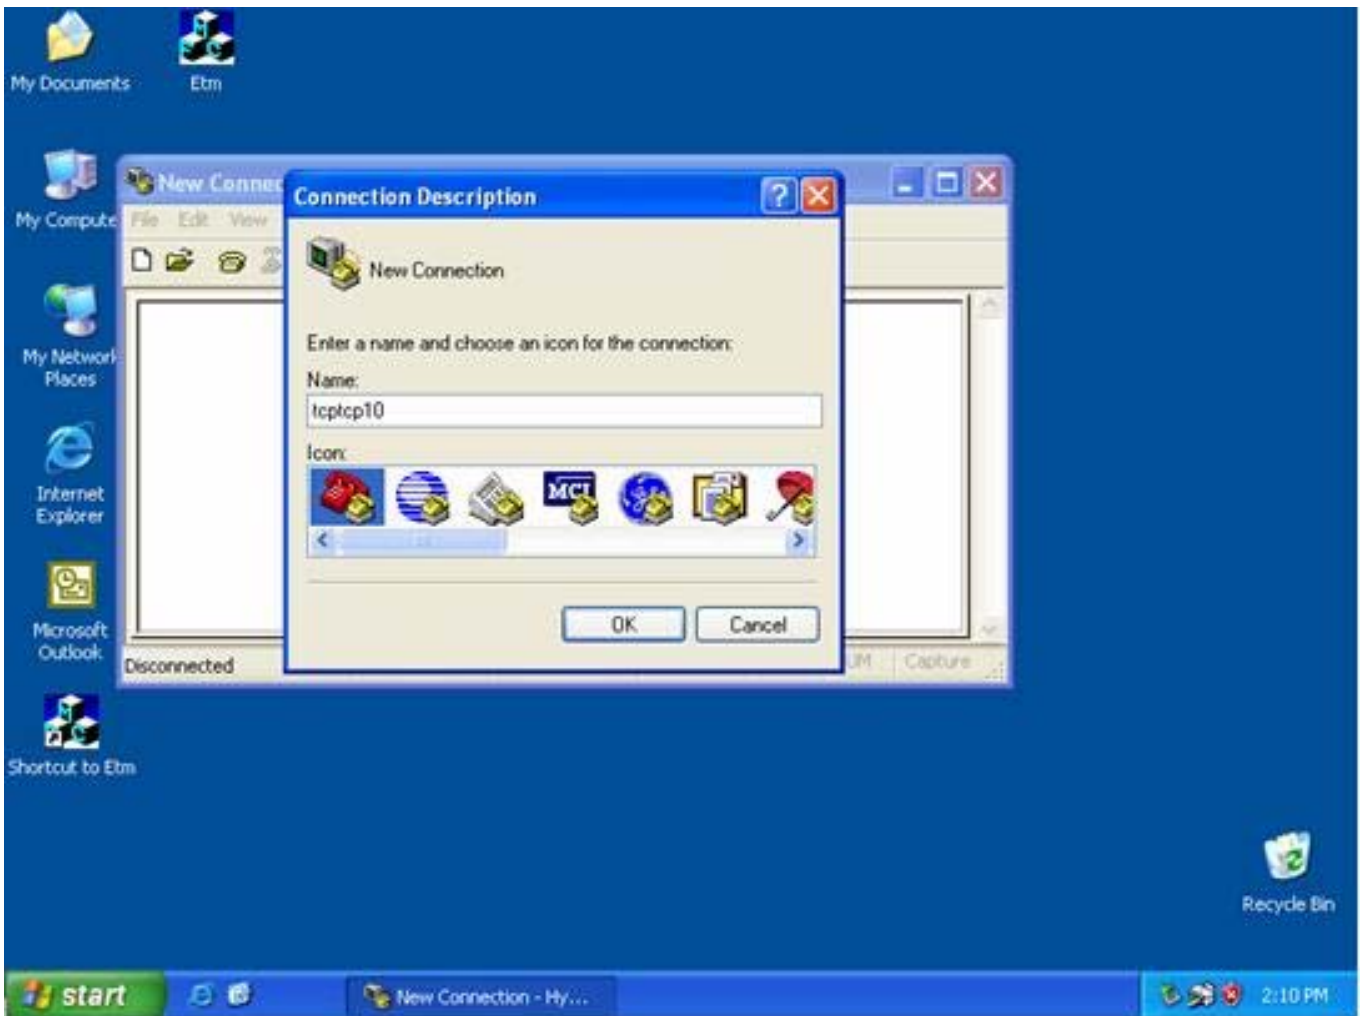 My Documents
Etm
My Compute
My Network
Places
Internet
Explorer
Microsoft
Outlook
Shortcut to Etm
New Connec
File Edit View
Connection Description
?
New Connection
Enter a name and choose an icon for the connection:
Name:
tcptcp10
Icon:
MCI
OK
Cancel
Disconnected
UM
Capture
Recycle Bin
start
New Connection - Hy...
2:10 PM